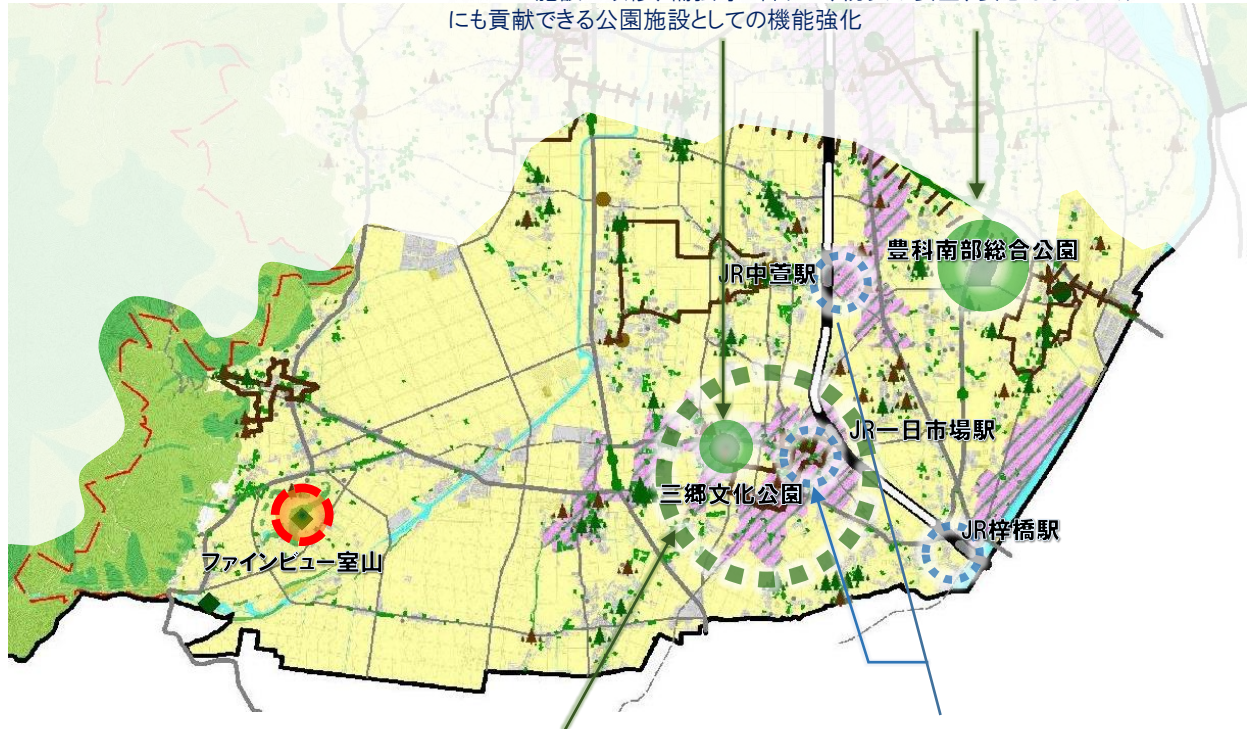 にも貢献できる公園施設としての機能強化
豊科南部総合公園
JR中萱駅
JR一日市場駅
三郷文化公園
JR梓橋駅
ファインビュー室山